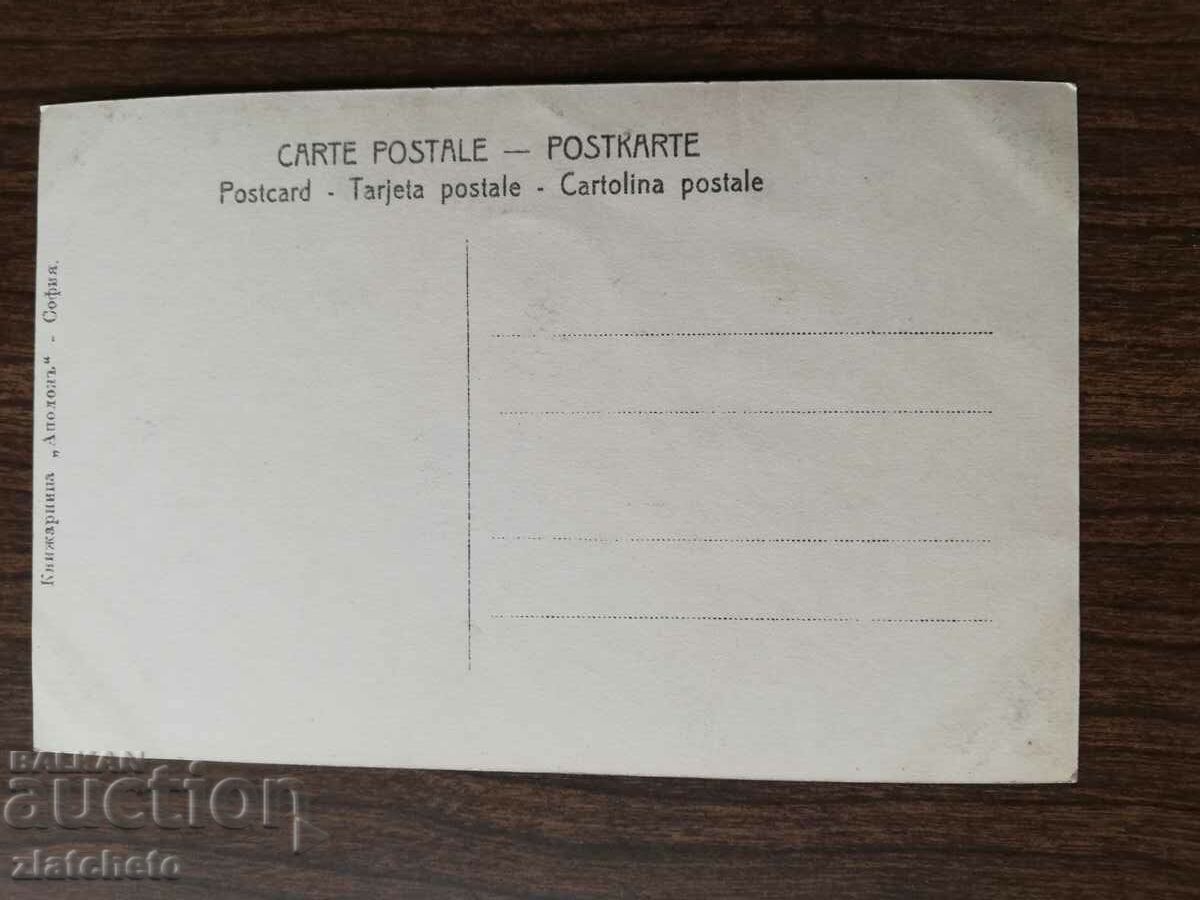 CARTE POSTALE — POSTKARTE
Postcard - Tarjeta postale - Cartolina postale
Книжарница „Аполонъ“ - София.
BALKAN
auction
zlatcheto